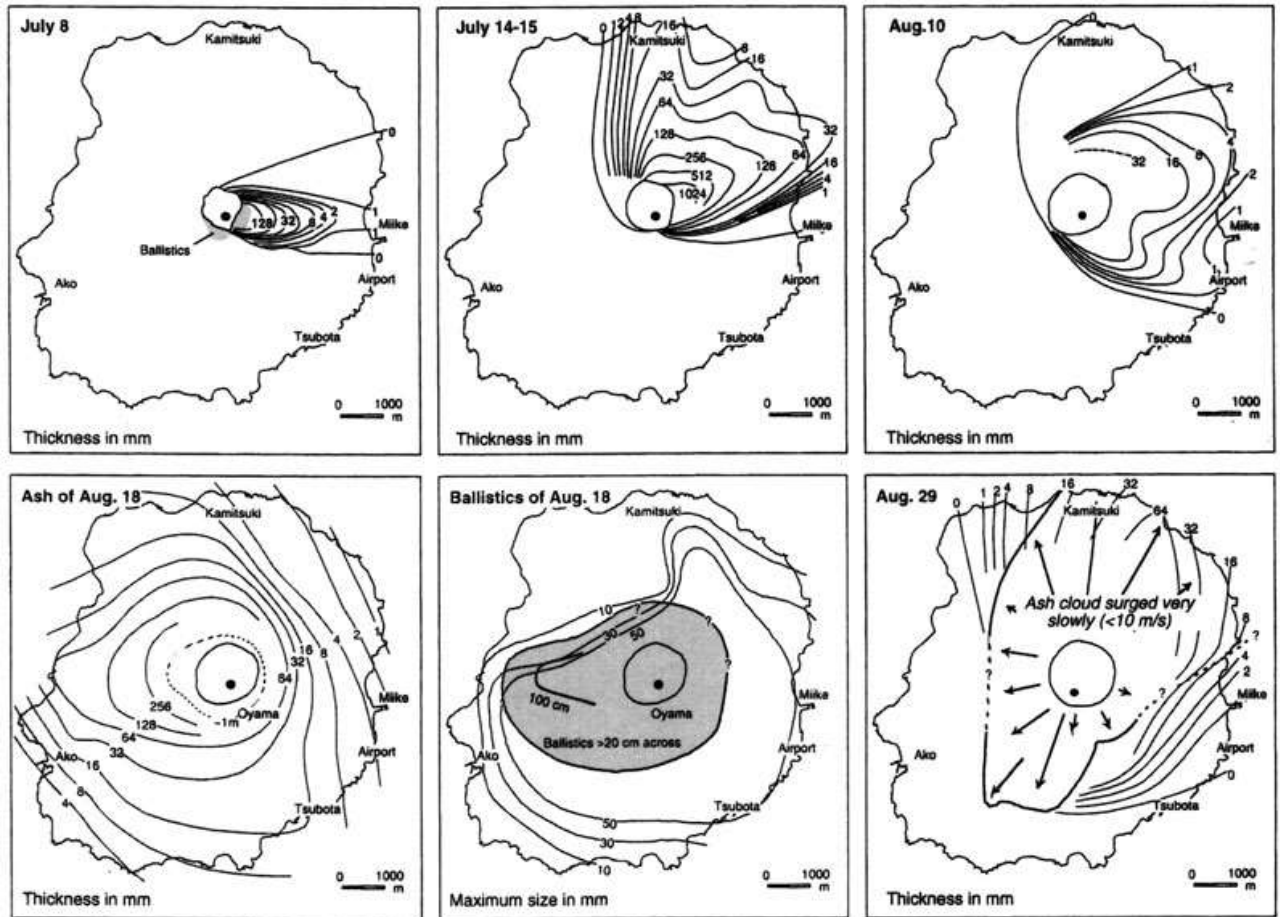 July 8
Kamitsuki
0
1
128
32
8
4
2
1
0
Ballistics
Miike
Ako
Airport
Tsubota
0 1000
m
Thickness in mm
July 14-15
0
1
2
4
8
16
Kamitsuki
8
16
32
64
128
256
512
1024
128
64
32
16
4
1
Miike
Ako
Airport
Tsubota
0 1000
m
Thickness in mm
Aug.10
0
Kamitsuki
1
2
4
8
16
32
2
1
Miike
1
Airport
0
Ako
Tsubota
0 1000
m
Thickness in mm
Ash of Aug. 18
Kamitsuki
1
2
4
8
16
32
64
Miike
Oyama
~1m
256
128
64
32
Ako
16
8
4
Airport
Tsubota
0 1000
m
Thickness in mm
Ballistics of Aug. 18
Kamitsuki
10
?
30
50
?
?
100 cm
Oyama
Miike
Ballistics >20 cm across
Ako
Airport
Tsubota
50
30
10
0 1000
m
Maximum size in mm
Aug. 29
0
1
2
4
8
16
32
Kamitsuki
64
32
16
Ash cloud surged very
slowly (<10 m/s)
8
?
4
2
?
?
Miike
Ako
Airport
0
Tsubota
0 1000
m
Thickness in mm